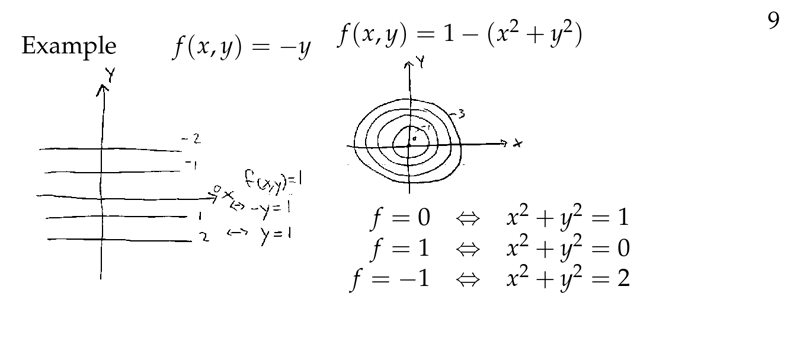 9
Example f(x,y) = −y f(x,y) = 1 − (x² + y²)
Y
-2
-1
0 x
1
2
f(x,y)=1
↔ -y=1
↔ y=1
Y
-3
-1
x
f = 0 ⇔ x² + y² = 1
f = 1 ⇔ x² + y² = 0
f = −1 ⇔ x² + y² = 2